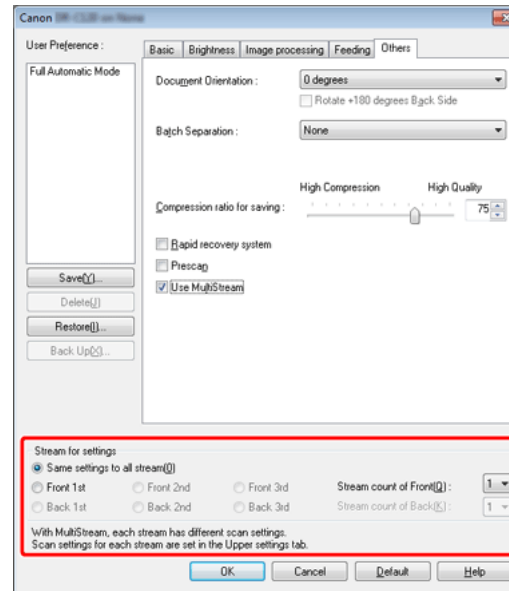 Canon
User Preference :
Full Automatic Mode
Save(Y)...
Delete(J)
Restore(I)...
Back Up(X)...
Basic Brightness Image processing Feeding Others
Document Orientation : 0 degrees
Rotate +180 degrees Back Side
Batch Separation : None
High Compression High Quality
Compression ratio for saving : 75
Rapid recovery system
Prescan
Use MultiStream
Stream for settings
Same settings to all stream(0)
Front 1st Front 2nd Front 3rd Stream count of Front(Q) : 1
Back 1st Back 2nd Back 3rd Stream count of Back(K) : 1
With MultiStream, each stream has different scan settings.
Scan settings for each stream are set in the Upper settings tab.
OK Cancel Default Help